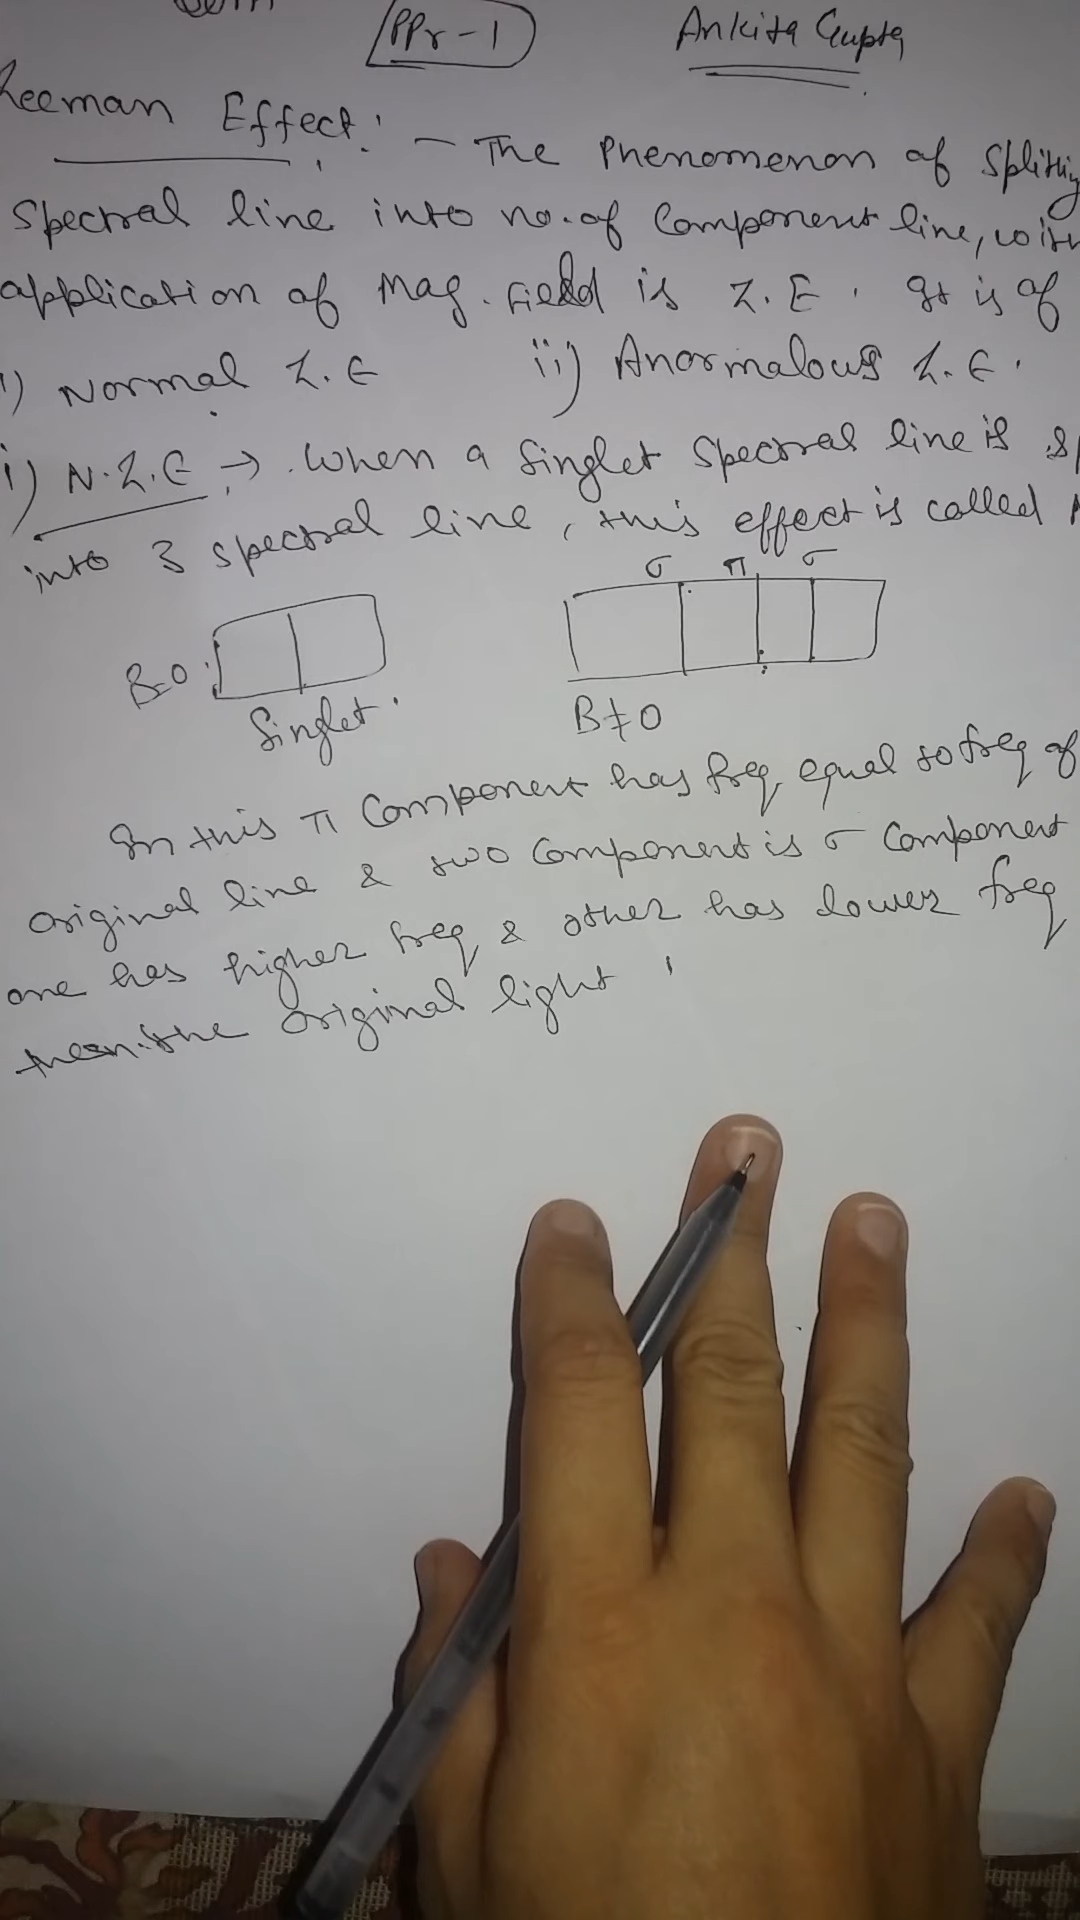 PPr-1 Ankita Gupta
Zeeman Effect :- The Phenomenon of Splitting
Spectral line into no. of Component line, with
application of Mag. Field is Z.E. It is of
i) Normal Z.E ii) Anormalous Z.E.
i) N.Z.E → When a Singlet Spectral line is
into 3 spectral line, this effect is called
σ π σ
B=0
Singlet.
B≠0
In this π Component has freq equal to freq of
original line & two Component is σ Component
one has higher freq & other has lower freq
then the original light